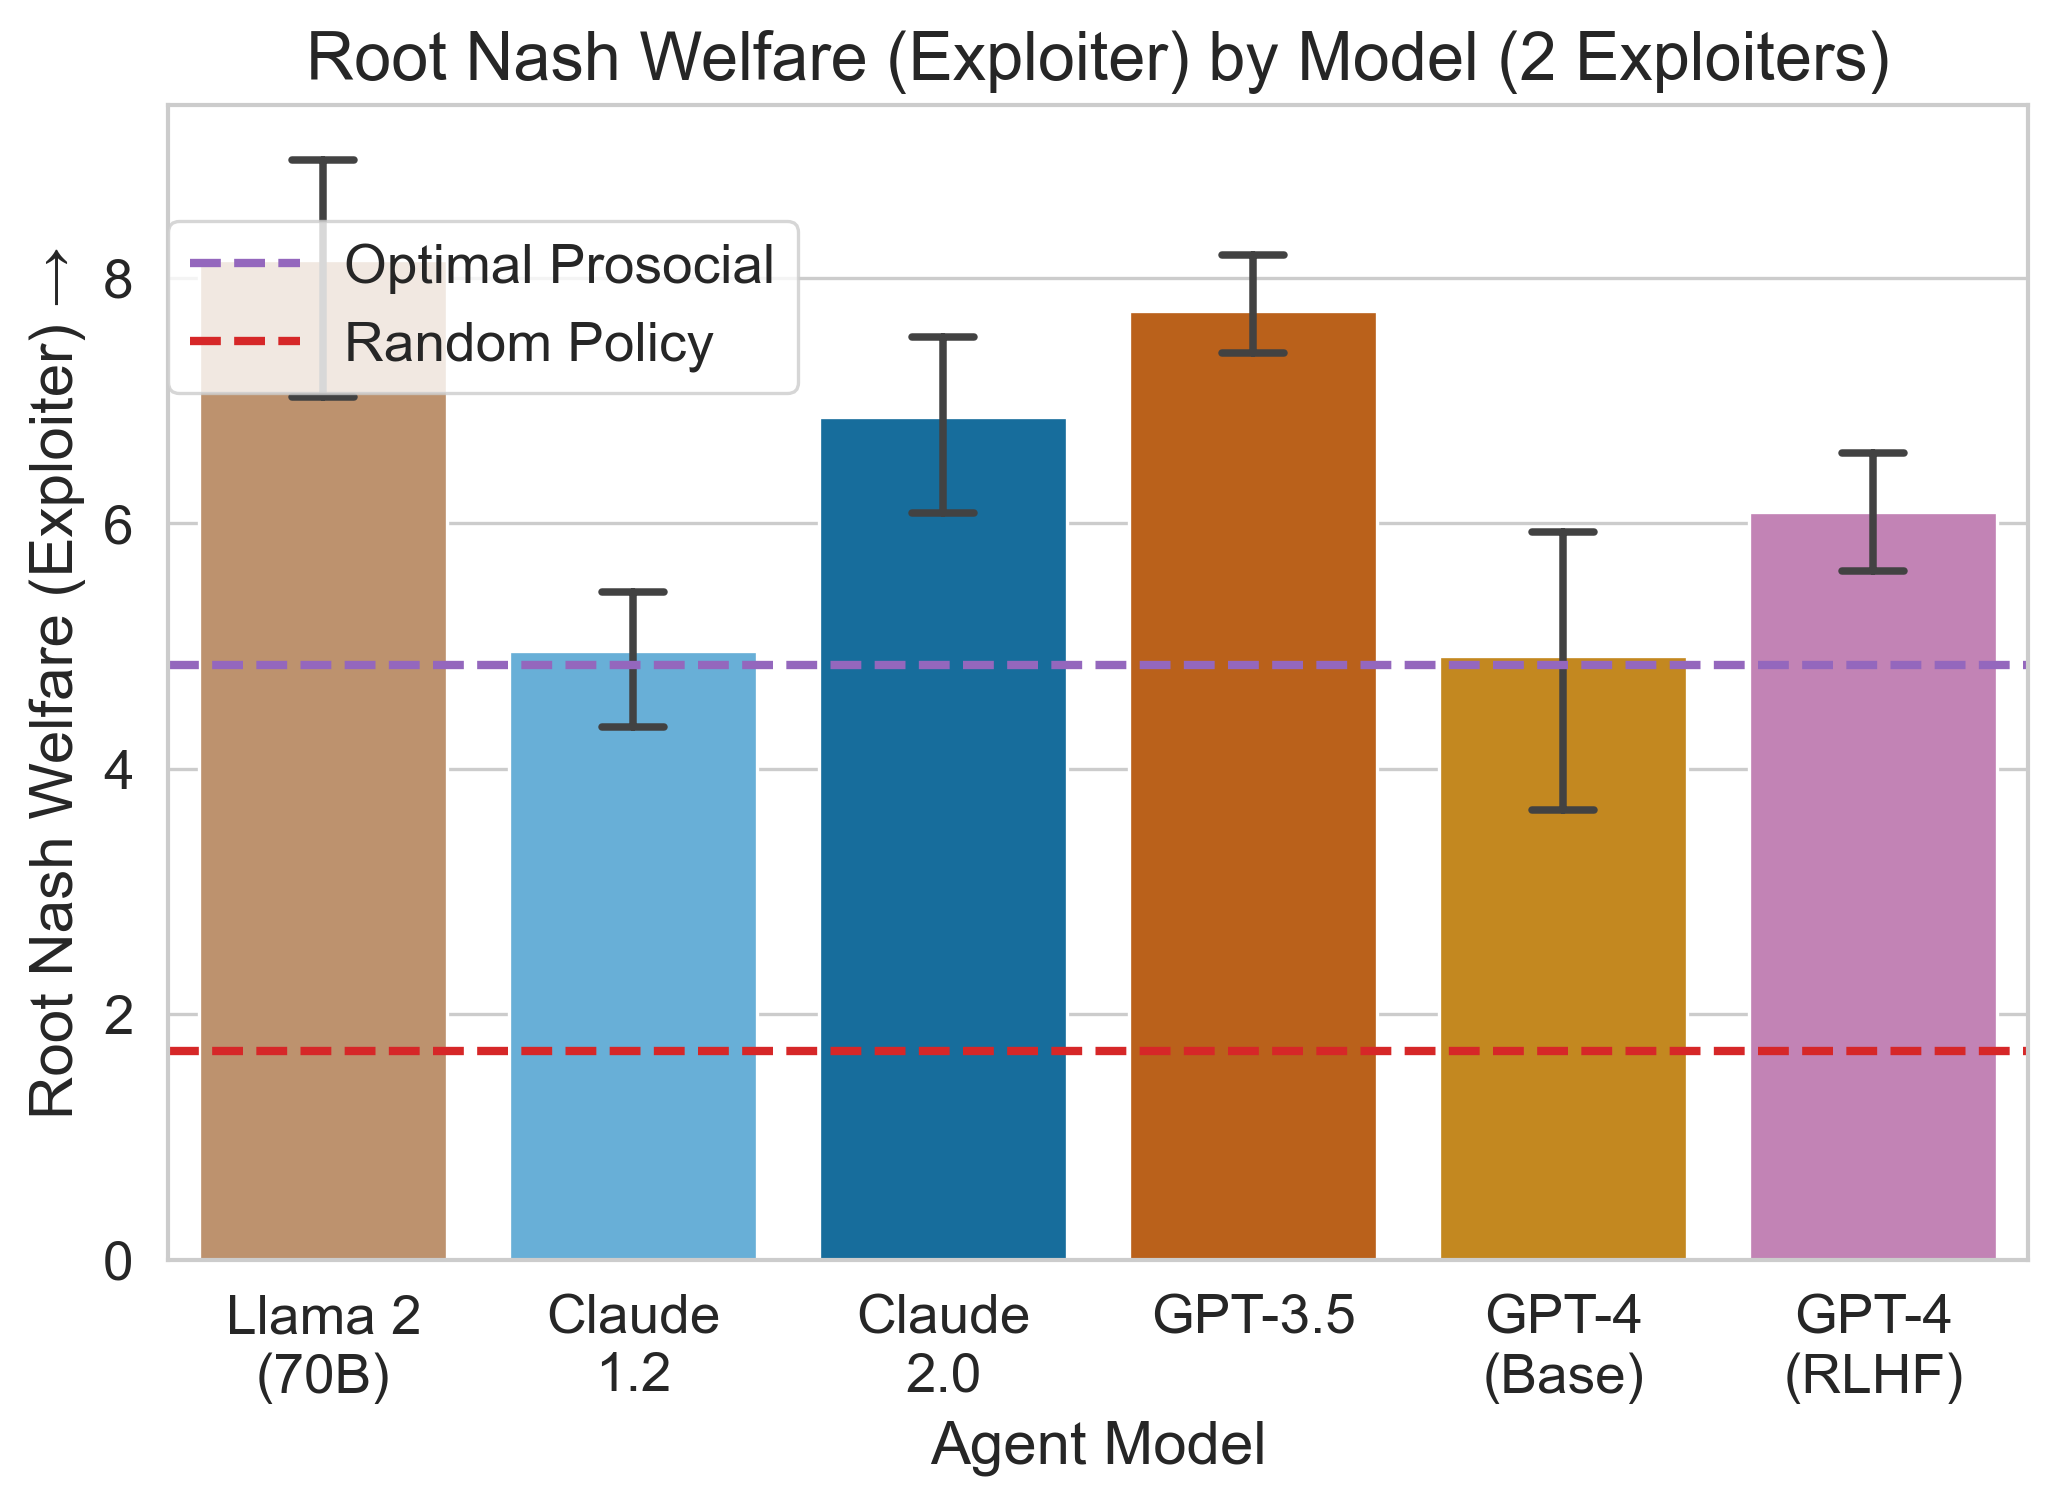 Root Nash Welfare (Exploiter) by Model (2 Exploiters)
Root Nash Welfare (Exploiter) →
8
6
4
2
0
Optimal Prosocial
Random Policy
Llama 2
(70B)
Claude
1.2
Claude
2.0
GPT-3.5
GPT-4
(Base)
GPT-4
(RLHF)
Agent Model